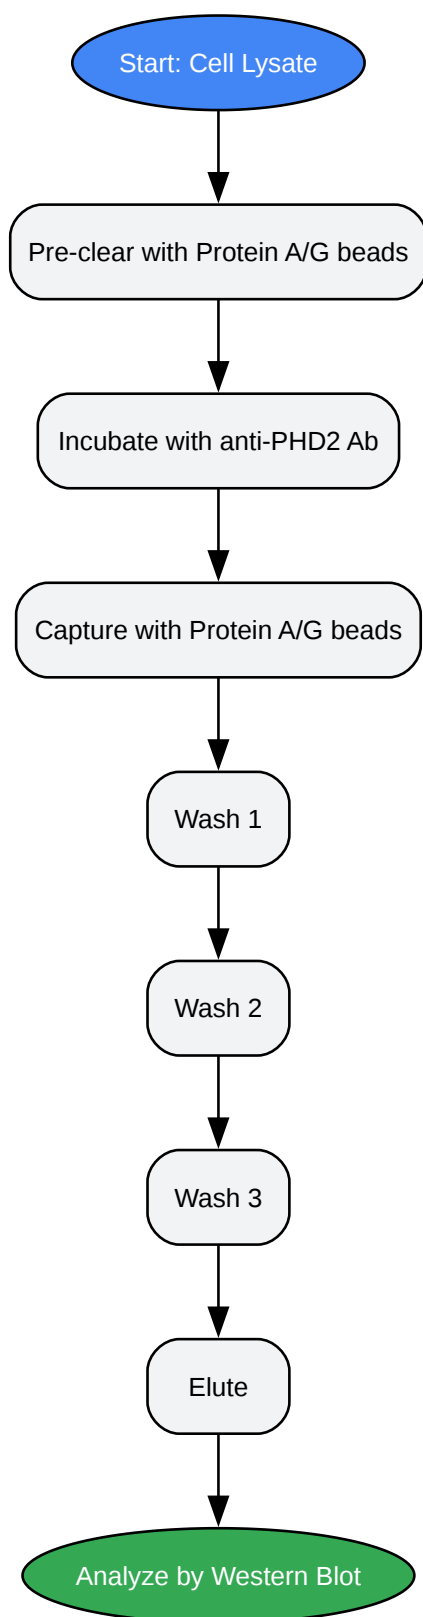 Start: Cell Lysate
Pre-clear with Protein A/G beads
Incubate with anti-PHD2 Ab
Capture with Protein A/G beads
Wash 1
Wash 2
Wash 3
Elute
Analyze by Western Blot